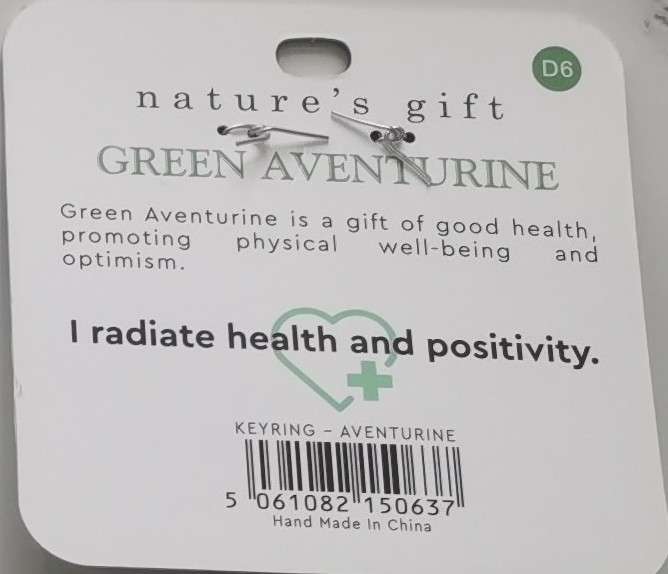 D6
nature's gift
GREEN AVENTURINE
Green Aventurine is a gift of good health,
promoting physical well-being and
optimism.
I radiate health and positivity.
KEYRING - AVENTURINE
5 061082 150637
Hand Made In China